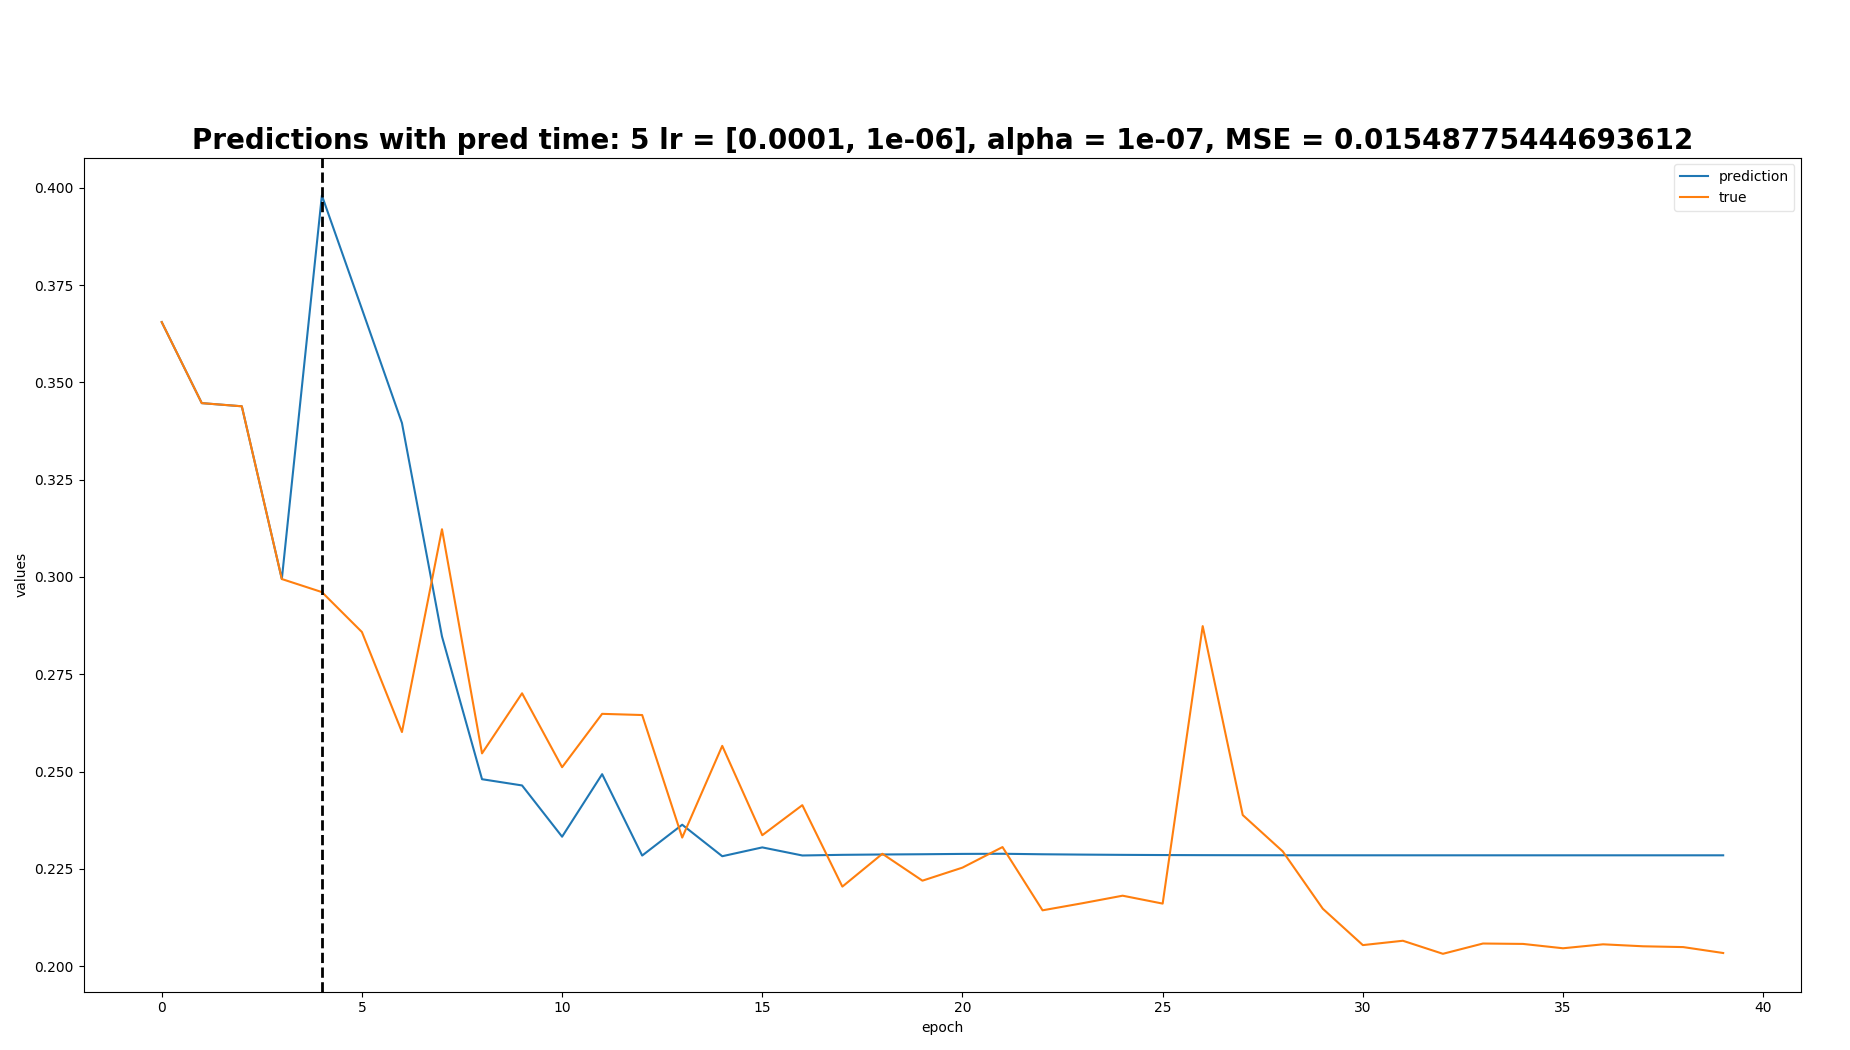 Predictions with pred time: 5 lr = [0.0001, 1e-06], alpha = 1e-07, MSE = 0.01548775444693612
prediction
true
0.400
0.375
0.350
0.325
0.300
0.275
0.250
0.225
0.200
values
0 5 10 15 20 25 30 35 40
epoch